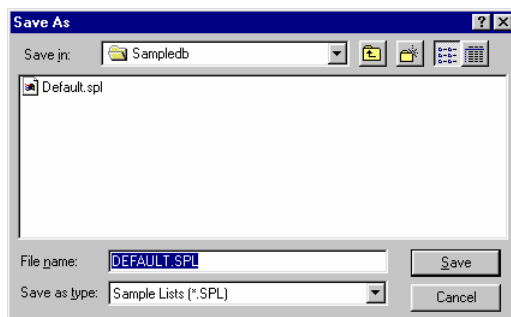 Save As
Save in: Sampledb
Default.spl
File name: DEFAULT.SPL Save
Save as type: Sample Lists (*.SPL) Cancel